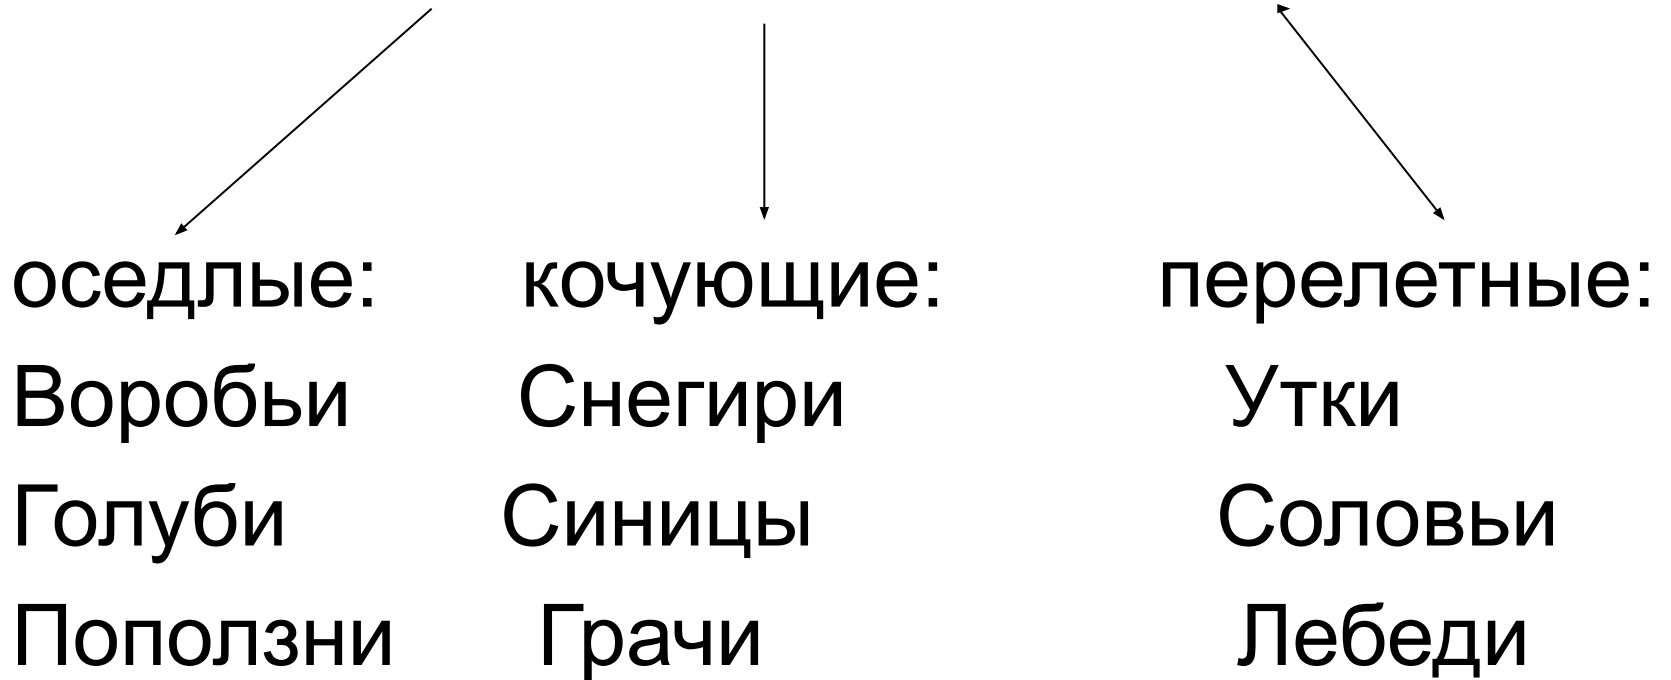 оседлые: кочующие: перелетные:
Воробьи Снегири Утки
Голуби Синицы Соловьи
Поползни Грачи Лебеди